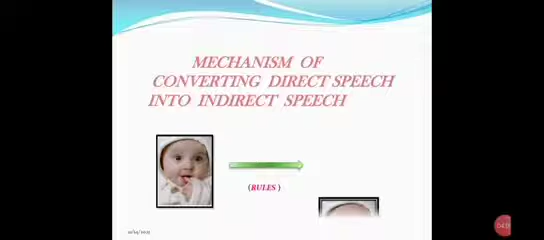 MECHANISM OF
CONVERTING DIRECT SPEECH
INTO INDIRECT SPEECH
(RULES )